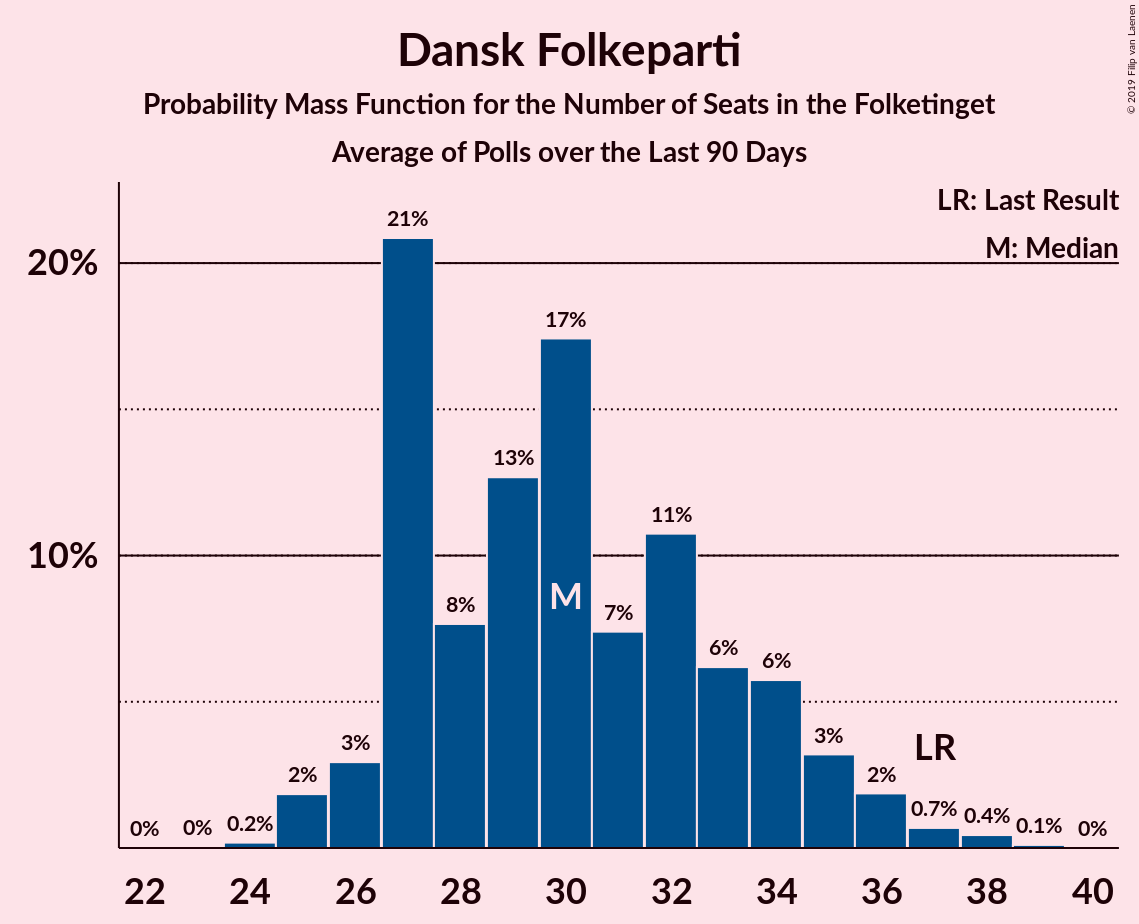 Dansk Folkeparti
Probability Mass Function for the Number of Seats in the Folketinget
Average of Polls over the Last 90 Days
© 2019 Filip van Laenen
LR: Last Result
M: Median
20%
10%
0%
0%
0.2%
2%
3%
21%
8%
13%
17%
7%
11%
6%
6%
3%
2%
0.7%
0.4%
0.1%
0%
M
LR
22 24 26 28 30 32 34 36 38 40